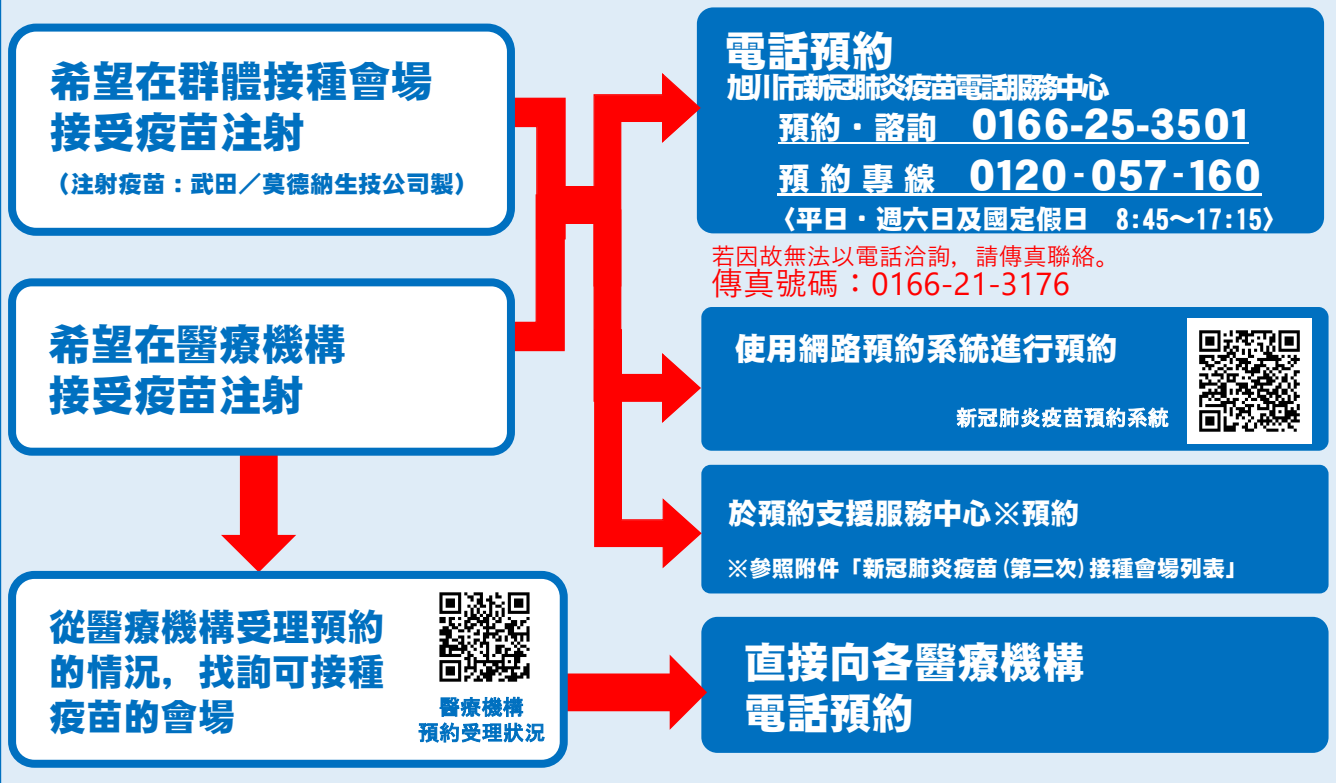 希望在群體接種會場
接受疫苗注射
（注射疫苗：武田／莫德納生技公司製）
希望在醫療機構
接受疫苗注射
從醫療機構受理預約
的情況，找詢可接種
疫苗的會場
醫療機構
預約受理狀況
電話預約
旭川市新冠肺炎疫苗電話服務中心
預約・諮詢 0166-25-3501
預約專線 0120-057-160
〈平日・週六日及國定假日 8:45～17:15〉
若因故無法以電話洽詢，請傳真聯絡。
傳真號碼：0166-21-3176
使用網路預約系統進行預約
新冠肺炎疫苗預約系統
於預約支援服務中心※預約
※參照附件「新冠肺炎疫苗(第三次)接種會場列表」
直接向各醫療機構
電話預約